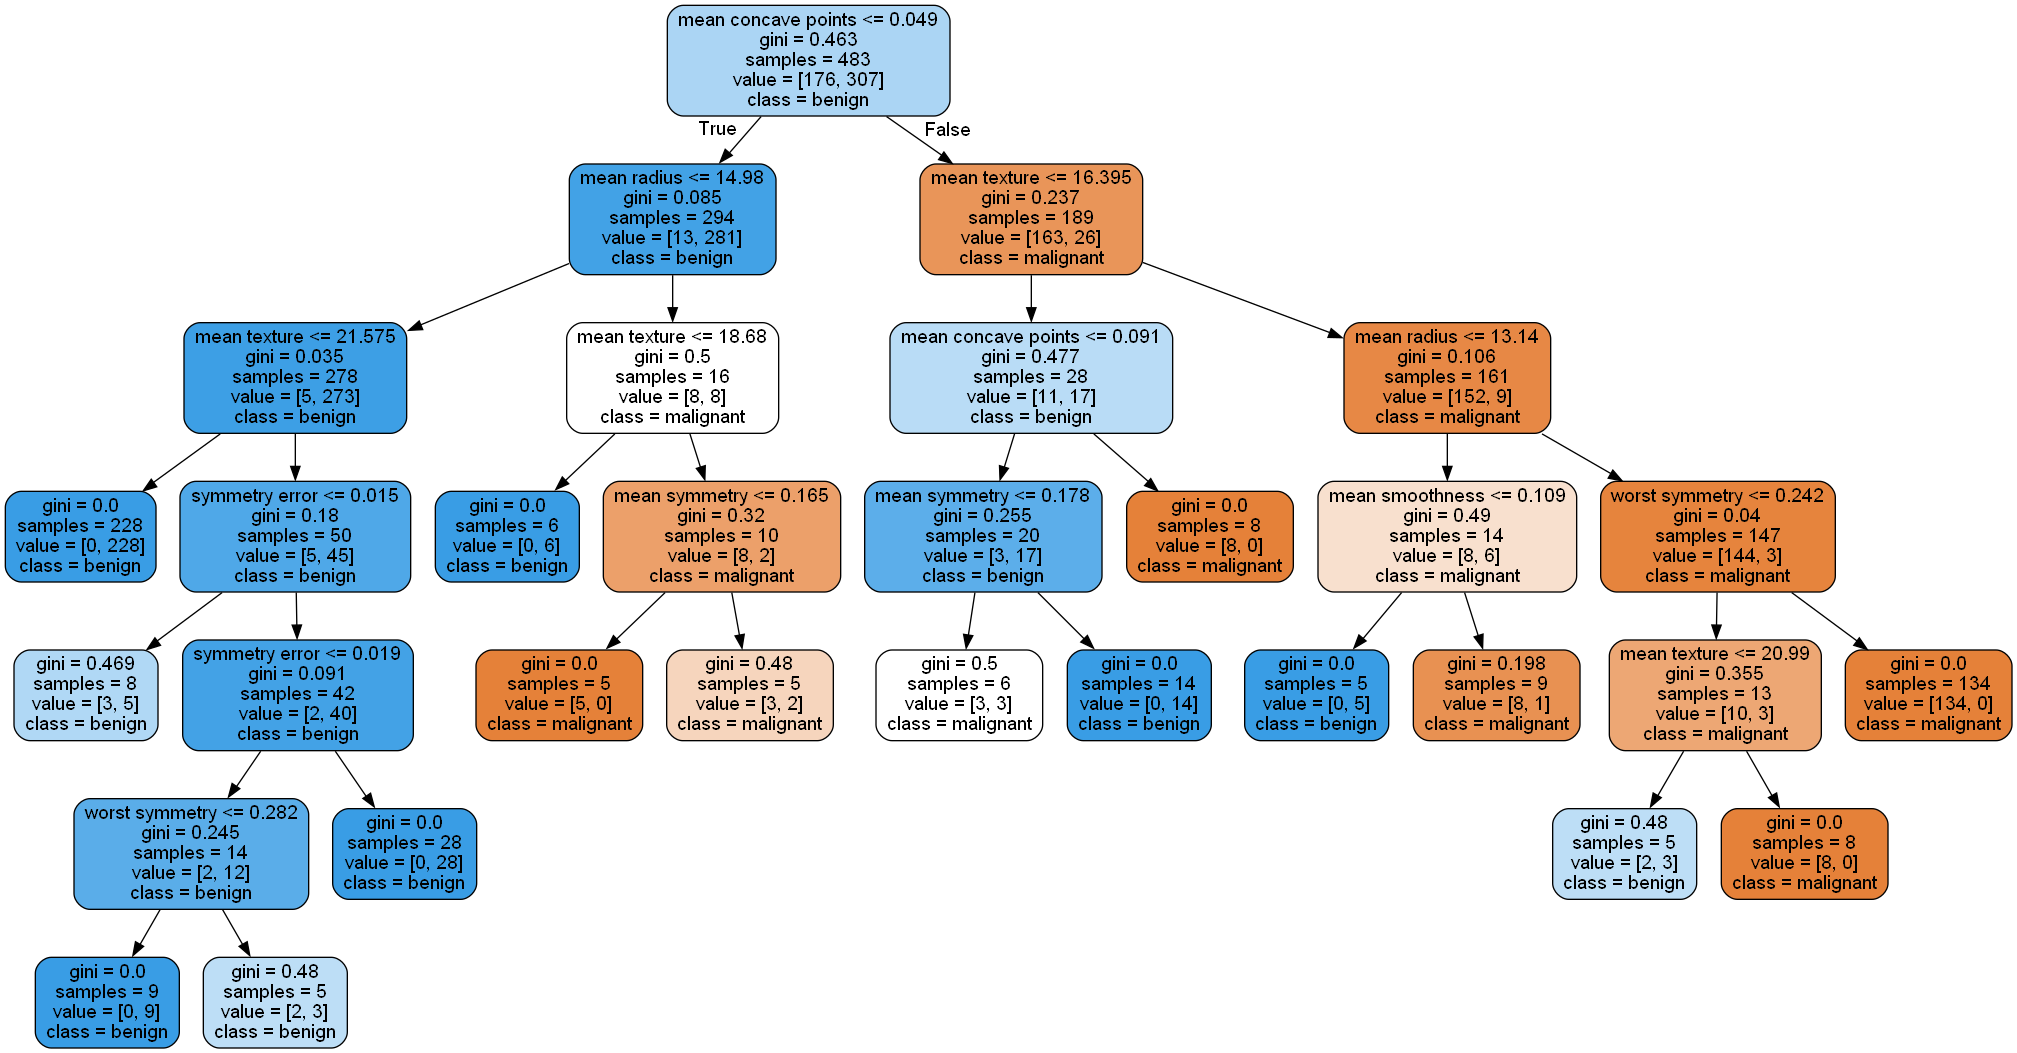 mean concave points <= 0.049
gini = 0.463
samples = 483
value = [176, 307]
class = benign
True
False
mean radius <= 14.98
gini = 0.085
samples = 294
value = [13, 281]
class = benign
mean texture <= 16.395
gini = 0.237
samples = 189
value = [163, 26]
class = malignant
mean texture <= 21.575
gini = 0.035
samples = 278
value = [5, 273]
class = benign
mean texture <= 18.68
gini = 0.5
samples = 16
value = [8, 8]
class = malignant
mean concave points <= 0.091
gini = 0.477
samples = 28
value = [11, 17]
class = benign
mean radius <= 13.14
gini = 0.106
samples = 161
value = [152, 9]
class = malignant
gini = 0.0
samples = 228
value = [0, 228]
class = benign
symmetry error <= 0.015
gini = 0.18
samples = 50
value = [5, 45]
class = benign
gini = 0.0
samples = 6
value = [0, 6]
class = benign
mean symmetry <= 0.165
gini = 0.32
samples = 10
value = [8, 2]
class = malignant
mean symmetry <= 0.178
gini = 0.255
samples = 20
value = [3, 17]
class = benign
gini = 0.0
samples = 8
value = [8, 0]
class = malignant
mean smoothness <= 0.109
gini = 0.49
samples = 14
value = [8, 6]
class = malignant
worst symmetry <= 0.242
gini = 0.04
samples = 147
value = [144, 3]
class = malignant
gini = 0.469
samples = 8
value = [3, 5]
class = benign
symmetry error <= 0.019
gini = 0.091
samples = 42
value = [2, 40]
class = benign
gini = 0.0
samples = 5
value = [5, 0]
class = malignant
gini = 0.48
samples = 5
value = [3, 2]
class = malignant
gini = 0.5
samples = 6
value = [3, 3]
class = malignant
gini = 0.0
samples = 14
value = [0, 14]
class = benign
gini = 0.0
samples = 5
value = [0, 5]
class = benign
gini = 0.198
samples = 9
value = [8, 1]
class = malignant
mean texture <= 20.99
gini = 0.355
samples = 13
value = [10, 3]
class = malignant
gini = 0.0
samples = 134
value = [134, 0]
class = malignant
worst symmetry <= 0.282
gini = 0.245
samples = 14
value = [2, 12]
class = benign
gini = 0.0
samples = 28
value = [0, 28]
class = benign
gini = 0.48
samples = 5
value = [2, 3]
class = benign
gini = 0.0
samples = 8
value = [8, 0]
class = malignant
gini = 0.0
samples = 9
value = [0, 9]
class = benign
gini = 0.48
samples = 5
value = [2, 3]
class = benign